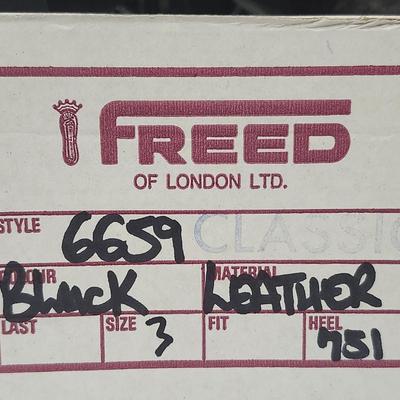 FREED
OF LONDON LTD.
STYLE 6659 CLASSIC
COLOUR BLACK MATERIAL LEATHER
LAST SIZE 3 FIT HEEL 751